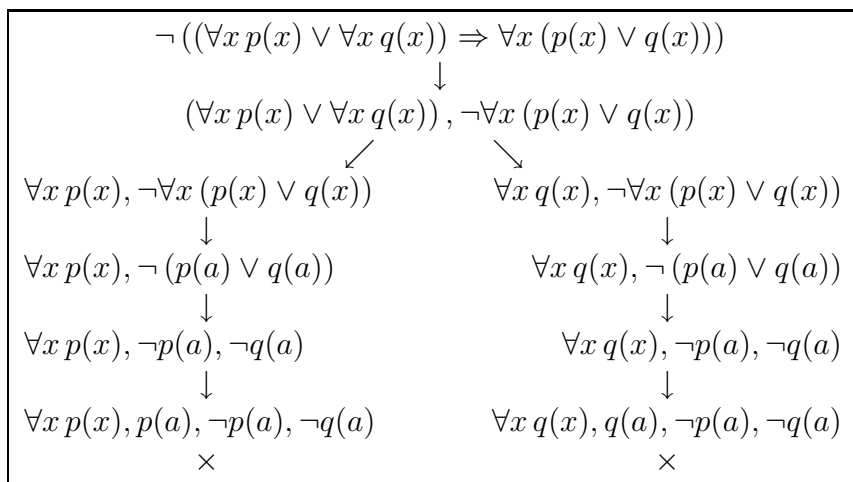 ¬ ((∀x p(x) ∨ ∀x q(x)) ⇒ ∀x (p(x) ∨ q(x)))
↓
(∀x p(x) ∨ ∀x q(x)) , ¬∀x (p(x) ∨ q(x))
↙ ↘
∀x p(x), ¬∀x (p(x) ∨ q(x)) ∀x q(x), ¬∀x (p(x) ∨ q(x))
↓ ↓
∀x p(x), ¬ (p(a) ∨ q(a)) ∀x q(x), ¬ (p(a) ∨ q(a))
↓ ↓
∀x p(x), ¬p(a), ¬q(a) ∀x q(x), ¬p(a), ¬q(a)
↓ ↓
∀x p(x), p(a), ¬p(a), ¬q(a) ∀x q(x), q(a), ¬p(a), ¬q(a)
× ×